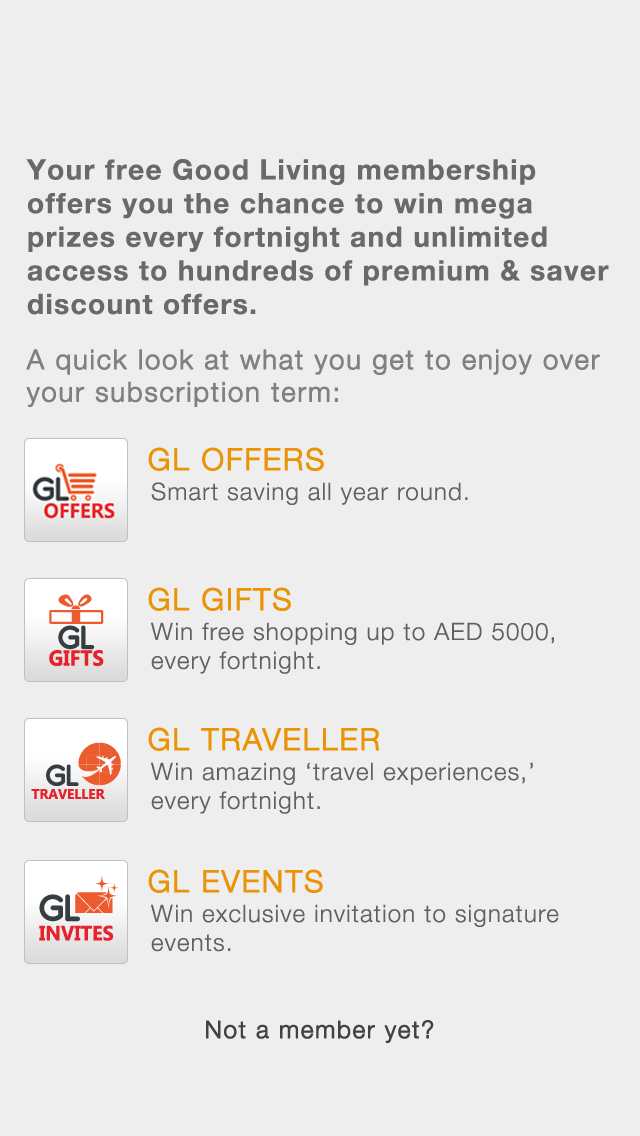 Your free Good Living membership
offers you the chance to win mega
prizes every fortnight and unlimited
access to hundreds of premium & saver
discount offers.
A quick look at what you get to enjoy over
your subscription term:
GL
OFFERS
GL OFFERS
Smart saving all year round.
GL
GIFTS
GL GIFTS
Win free shopping up to AED 5000,
every fortnight.
GL
TRAVELLER
GL TRAVELLER
Win amazing ‘travel experiences,’
every fortnight.
GL
INVITES
GL EVENTS
Win exclusive invitation to signature
events.
Not a member yet?